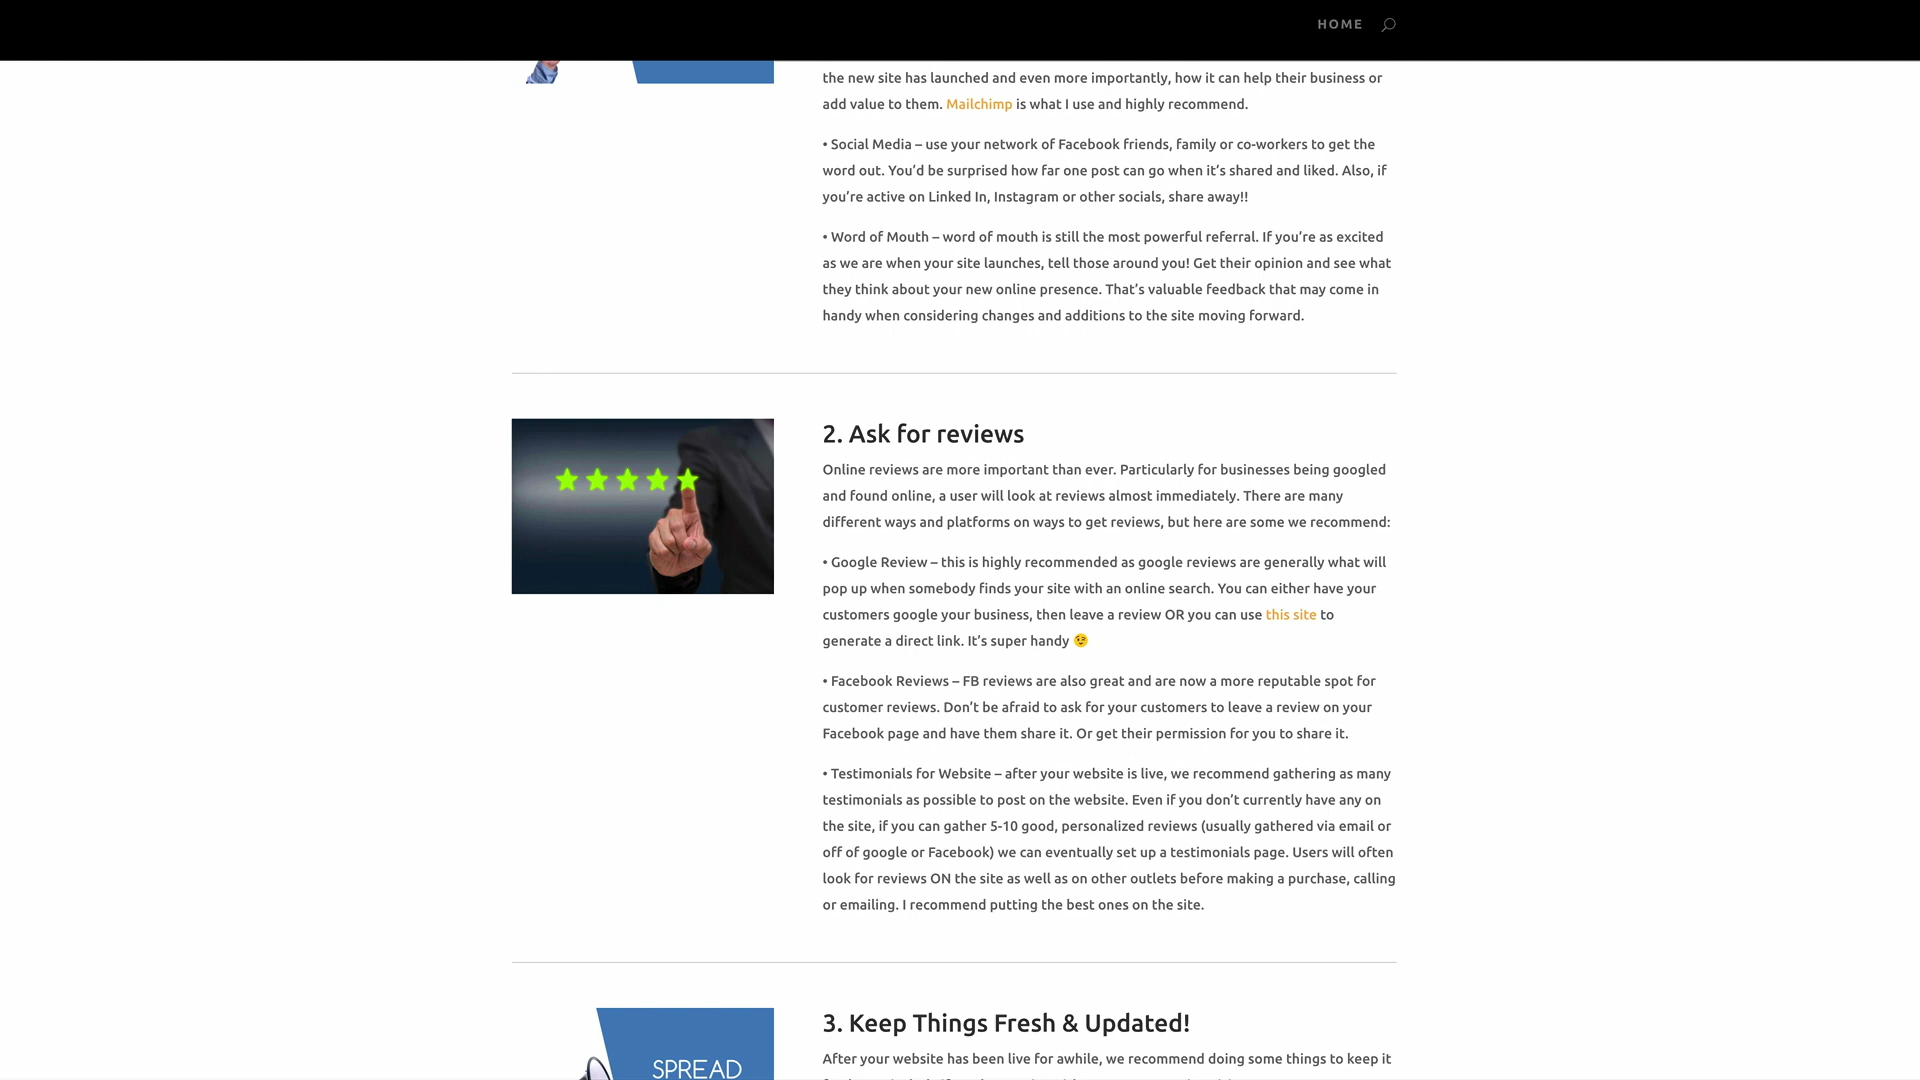 HOME
the new site has launched and even more importantly, how it can help their business or
add value to them. Mailchimp is what I use and highly recommend.
• Social Media – use your network of Facebook friends, family or co-workers to get the
word out. You’d be surprised how far one post can go when it’s shared and liked. Also, if
you’re active on Linked In, Instagram or other socials, share away!!
• Word of Mouth – word of mouth is still the most powerful referral. If you’re as excited
as we are when your site launches, tell those around you! Get their opinion and see what
they think about your new online presence. That’s valuable feedback that may come in
handy when considering changes and additions to the site moving forward.
2. Ask for reviews
Online reviews are more important than ever. Particularly for businesses being googled
and found online, a user will look at reviews almost immediately. There are many
different ways and platforms on ways to get reviews, but here are some we recommend:
• Google Review – this is highly recommended as google reviews are generally what will
pop up when somebody finds your site with an online search. You can either have your
customers google your business, then leave a review OR you can use this site to
generate a direct link. It’s super handy 😉
• Facebook Reviews – FB reviews are also great and are now a more reputable spot for
customer reviews. Don’t be afraid to ask for your customers to leave a review on your
Facebook page and have them share it. Or get their permission for you to share it.
• Testimonials for Website – after your website is live, we recommend gathering as many
testimonials as possible to post on the website. Even if you don’t currently have any on
the site, if you can gather 5-10 good, personalized reviews (usually gathered via email or
off of google or Facebook) we can eventually set up a testimonials page. Users will often
look for reviews ON the site as well as on other outlets before making a purchase, calling
or emailing. I recommend putting the best ones on the site.
SPREAD
3. Keep Things Fresh & Updated!
After your website has been live for awhile, we recommend doing some things to keep it